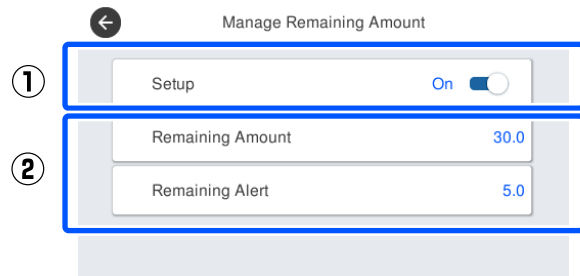 Manage Remaining Amount
① Setup On
② Remaining Amount 30.0
Remaining Alert 5.0